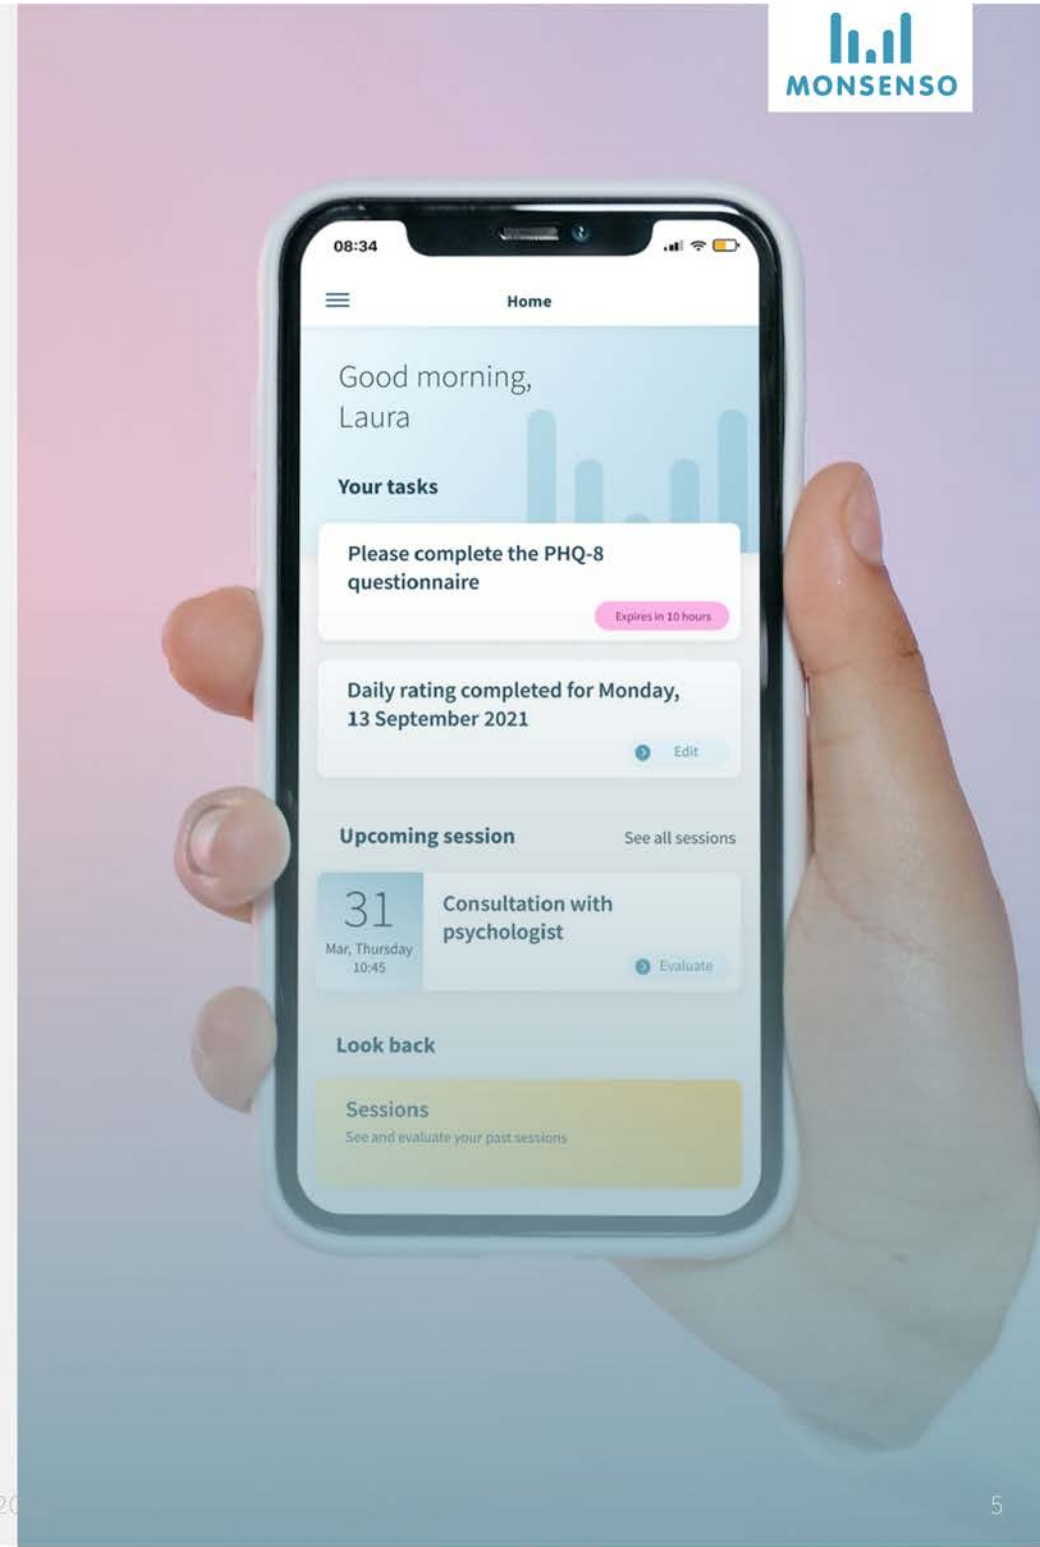 MONSENSO
08:34
Home
Good morning,
Laura
Your tasks
Please complete the PHQ-8
questionnaire
Expires in 10 hours
Daily rating completed for Monday,
13 September 2021
Edit
Upcoming session
See all sessions
31
Mar, Thursday
10:45
Consultation with
psychologist
Evaluate
Look back
Sessions
See and evaluate your past sessions
5